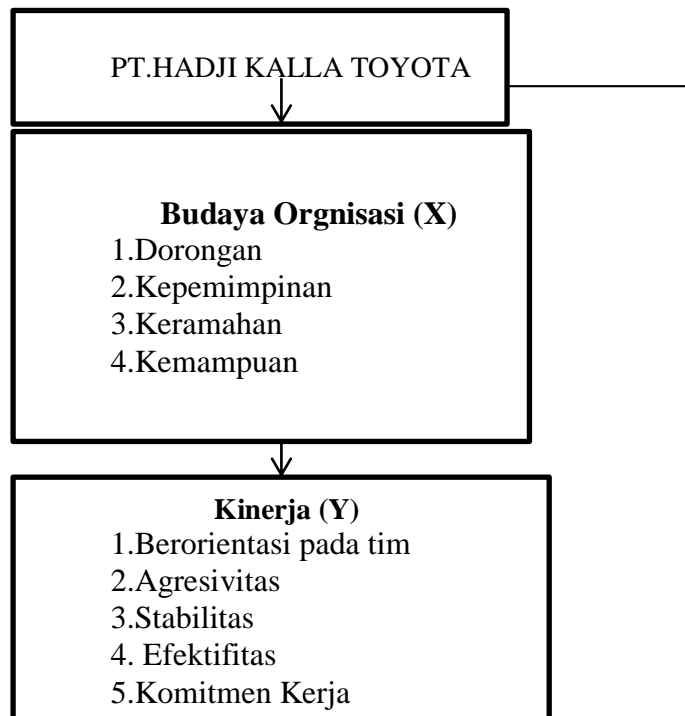 PT.HADJI KALLA TOYOTA
Budaya Orgnisasi (X)
1.Dorongan
2.Kepemimpinan
3.Keramahan
4.Kemampuan
Kinerja (Y)
1.Berorientasi pada tim
2.Agresivitas
3.Stabilitas
4. Efektifitas
5.Komitmen Kerja